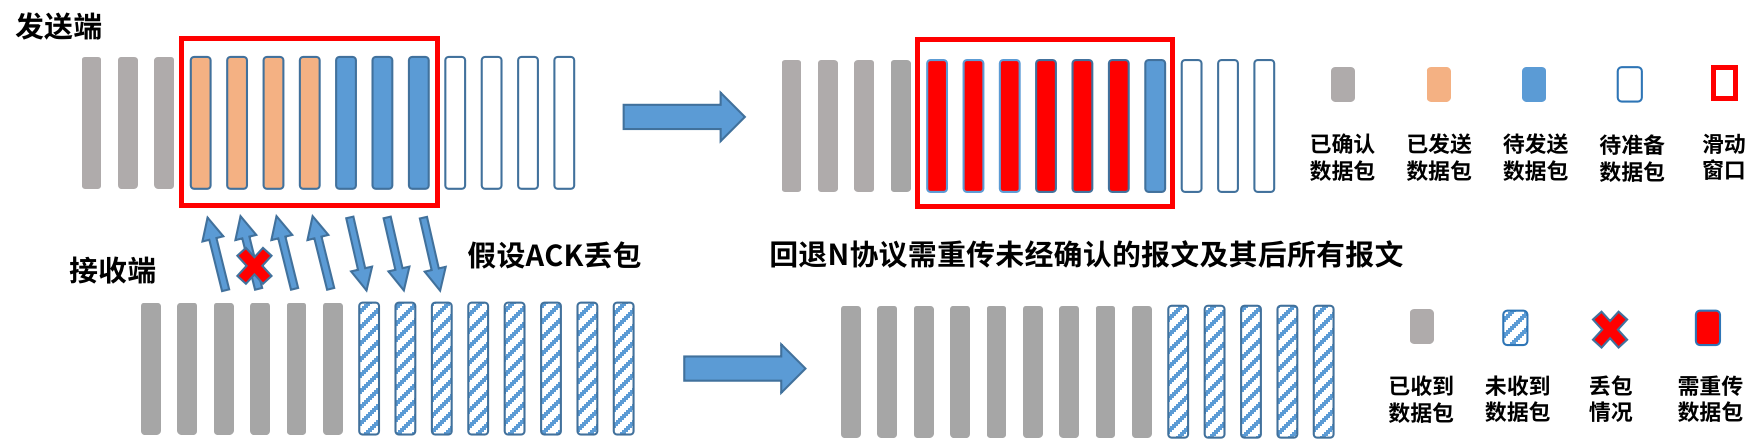 发送端
已确认
数据包
已发送
数据包
待发送
数据包
待准备
数据包
滑动
窗口
接收端
假设ACK丢包
回退N协议需重传未经确认的报文及其后所有报文
已收到
数据包
未收到
数据包
丢包
情况
需重传
数据包